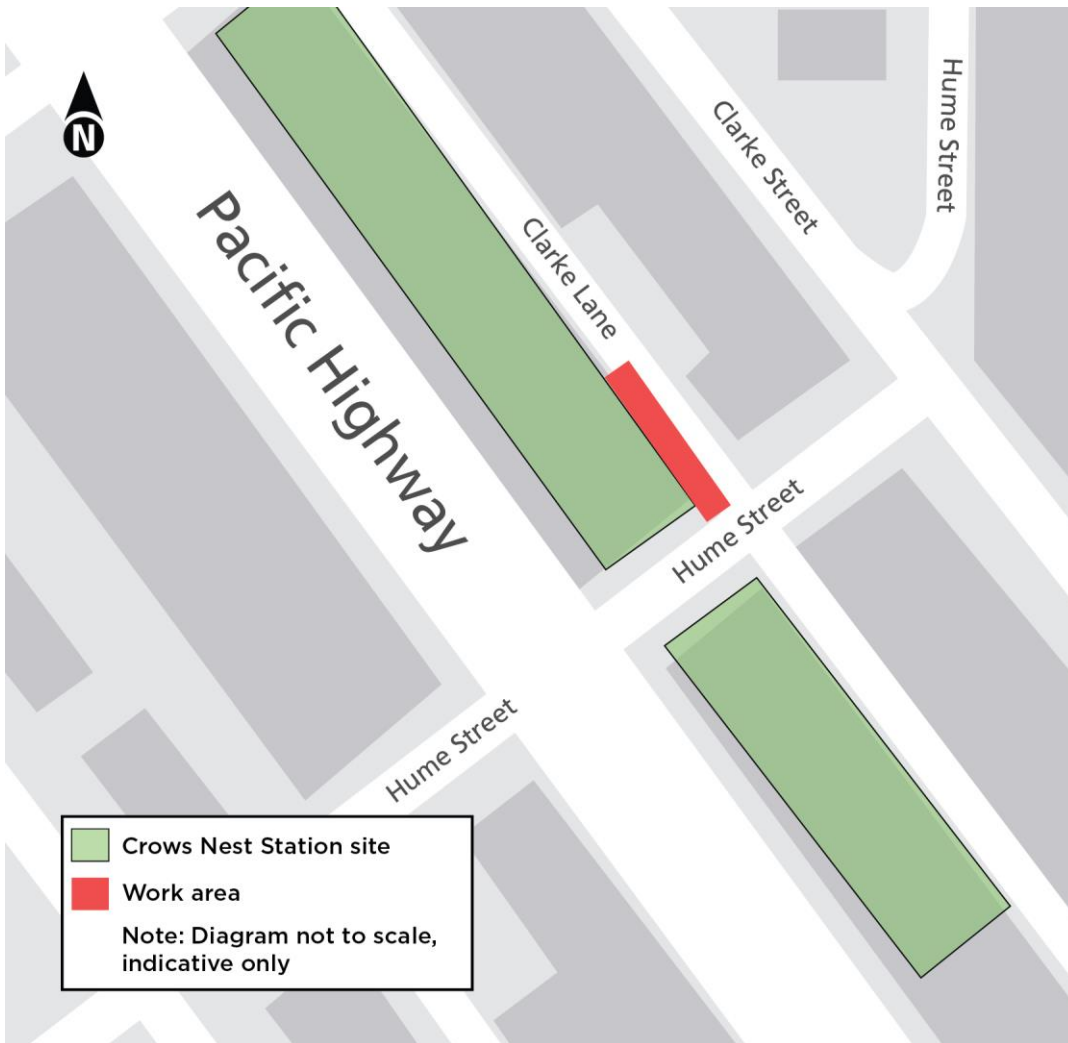 N
Hume Street
Clarke Street
Pacific Highway
Clarke Lane
Hume Street
Hume Street
Crows Nest Station site
Work area
Note: Diagram not to scale,
indicative only